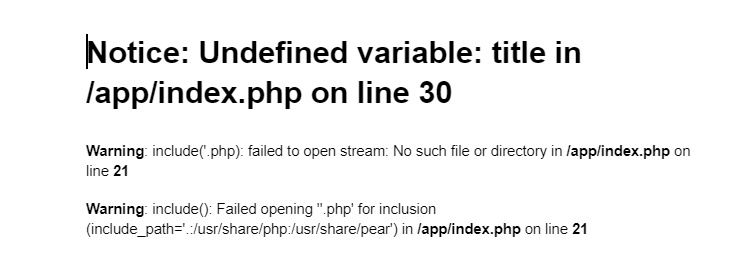 Notice: Undefined variable: title in
/app/index.php on line 30
Warning: include('.php): failed to open stream: No such file or directory in /app/index.php on
line 21
Warning: include(): Failed opening ''.php' for inclusion
(include_path='.:/usr/share/php:/usr/share/pear') in /app/index.php on line 21